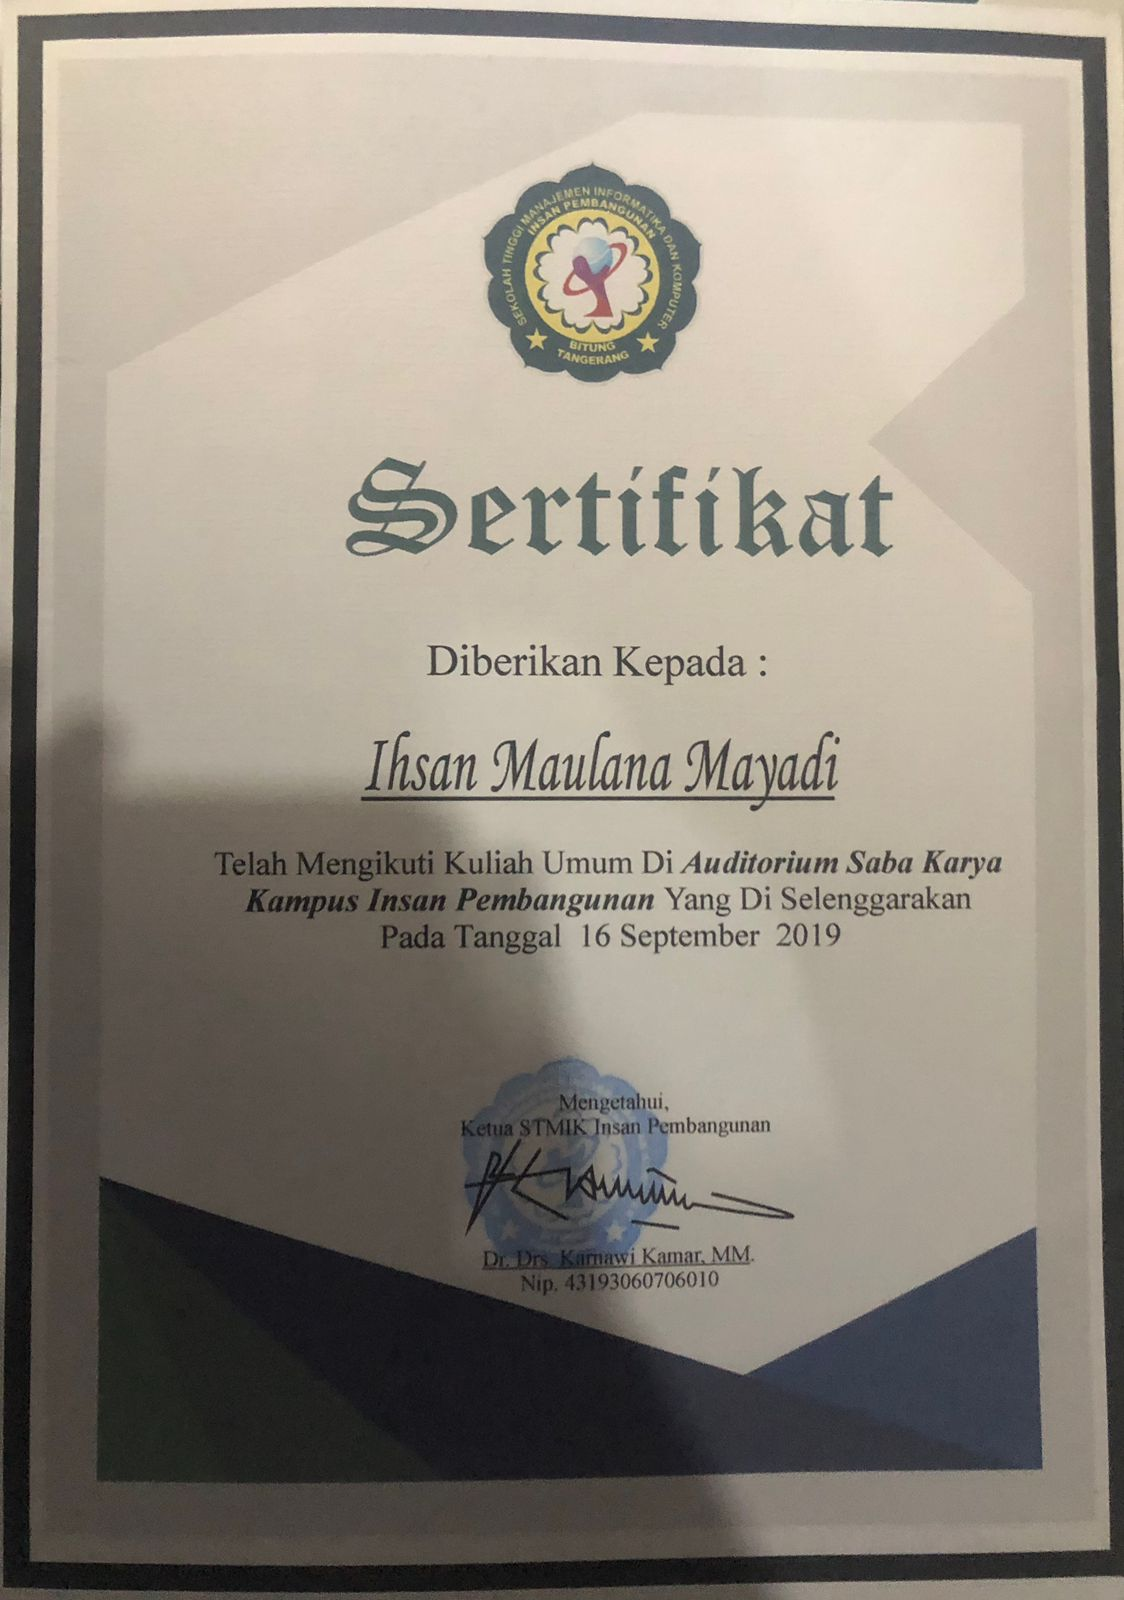 SEKOLAH TINGGI MANAJEMEN INFORMATIKA DAN KOMPUTER
INSAN PEMBANGUNAN
BITUNG
TANGERANG
Sertifikat
Diberikan Kepada :
Ihsan Maulana Mayadi
Telah Mengikuti Kuliah Umum Di Auditorium Saba Karya
Kampus Insan Pembangunan Yang Di Selenggarakan
Pada Tanggal 16 September 2019
Mengetahui,
Ketua STMIK Insan Pembangunan
Dr. Drs. Karnawi Kamar, MM.
Nip. 43193060706010